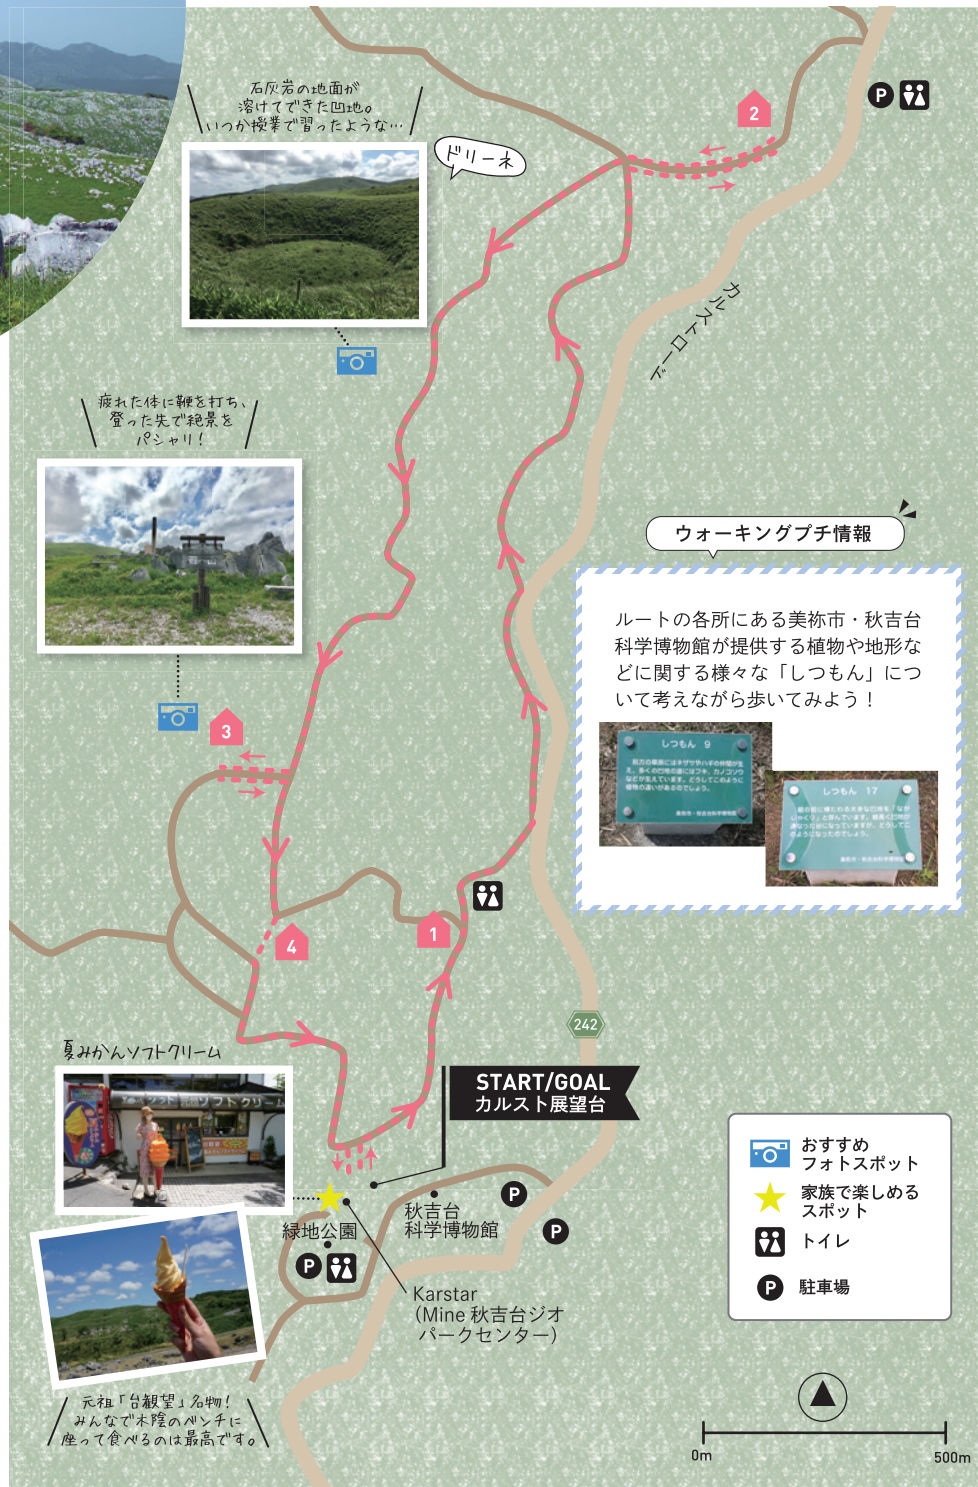 石灰岩の地面が
溶けてできた凹地。
いつか授業で習ったような…
ドリーネ
2
P
カルストロード
疲れた体に鞭を打ち、
登った先で絶景を
パシャリ！
ウォーキングプチ情報
ルートの各所にある美祢市・秋吉台
科学博物館が提供する植物や地形な
どに関する様々な「しつもん」につ
いて考えながら歩いてみよう！
しつもん 9
しつもん 17
3
1
4
242
夏みかんソフトクリーム
START/GOAL
カルスト展望台
秋吉台
科学博物館
P
P
緑地公園
P
Karstar
（Mine 秋吉台ジオ
パークセンター）
元祖「台観望」名物！
みんなで木陰のベンチに
座って食べるのは最高です。
おすすめ
フォトスポット
家族で楽しめる
スポット
トイレ
P
駐車場
0m
500m